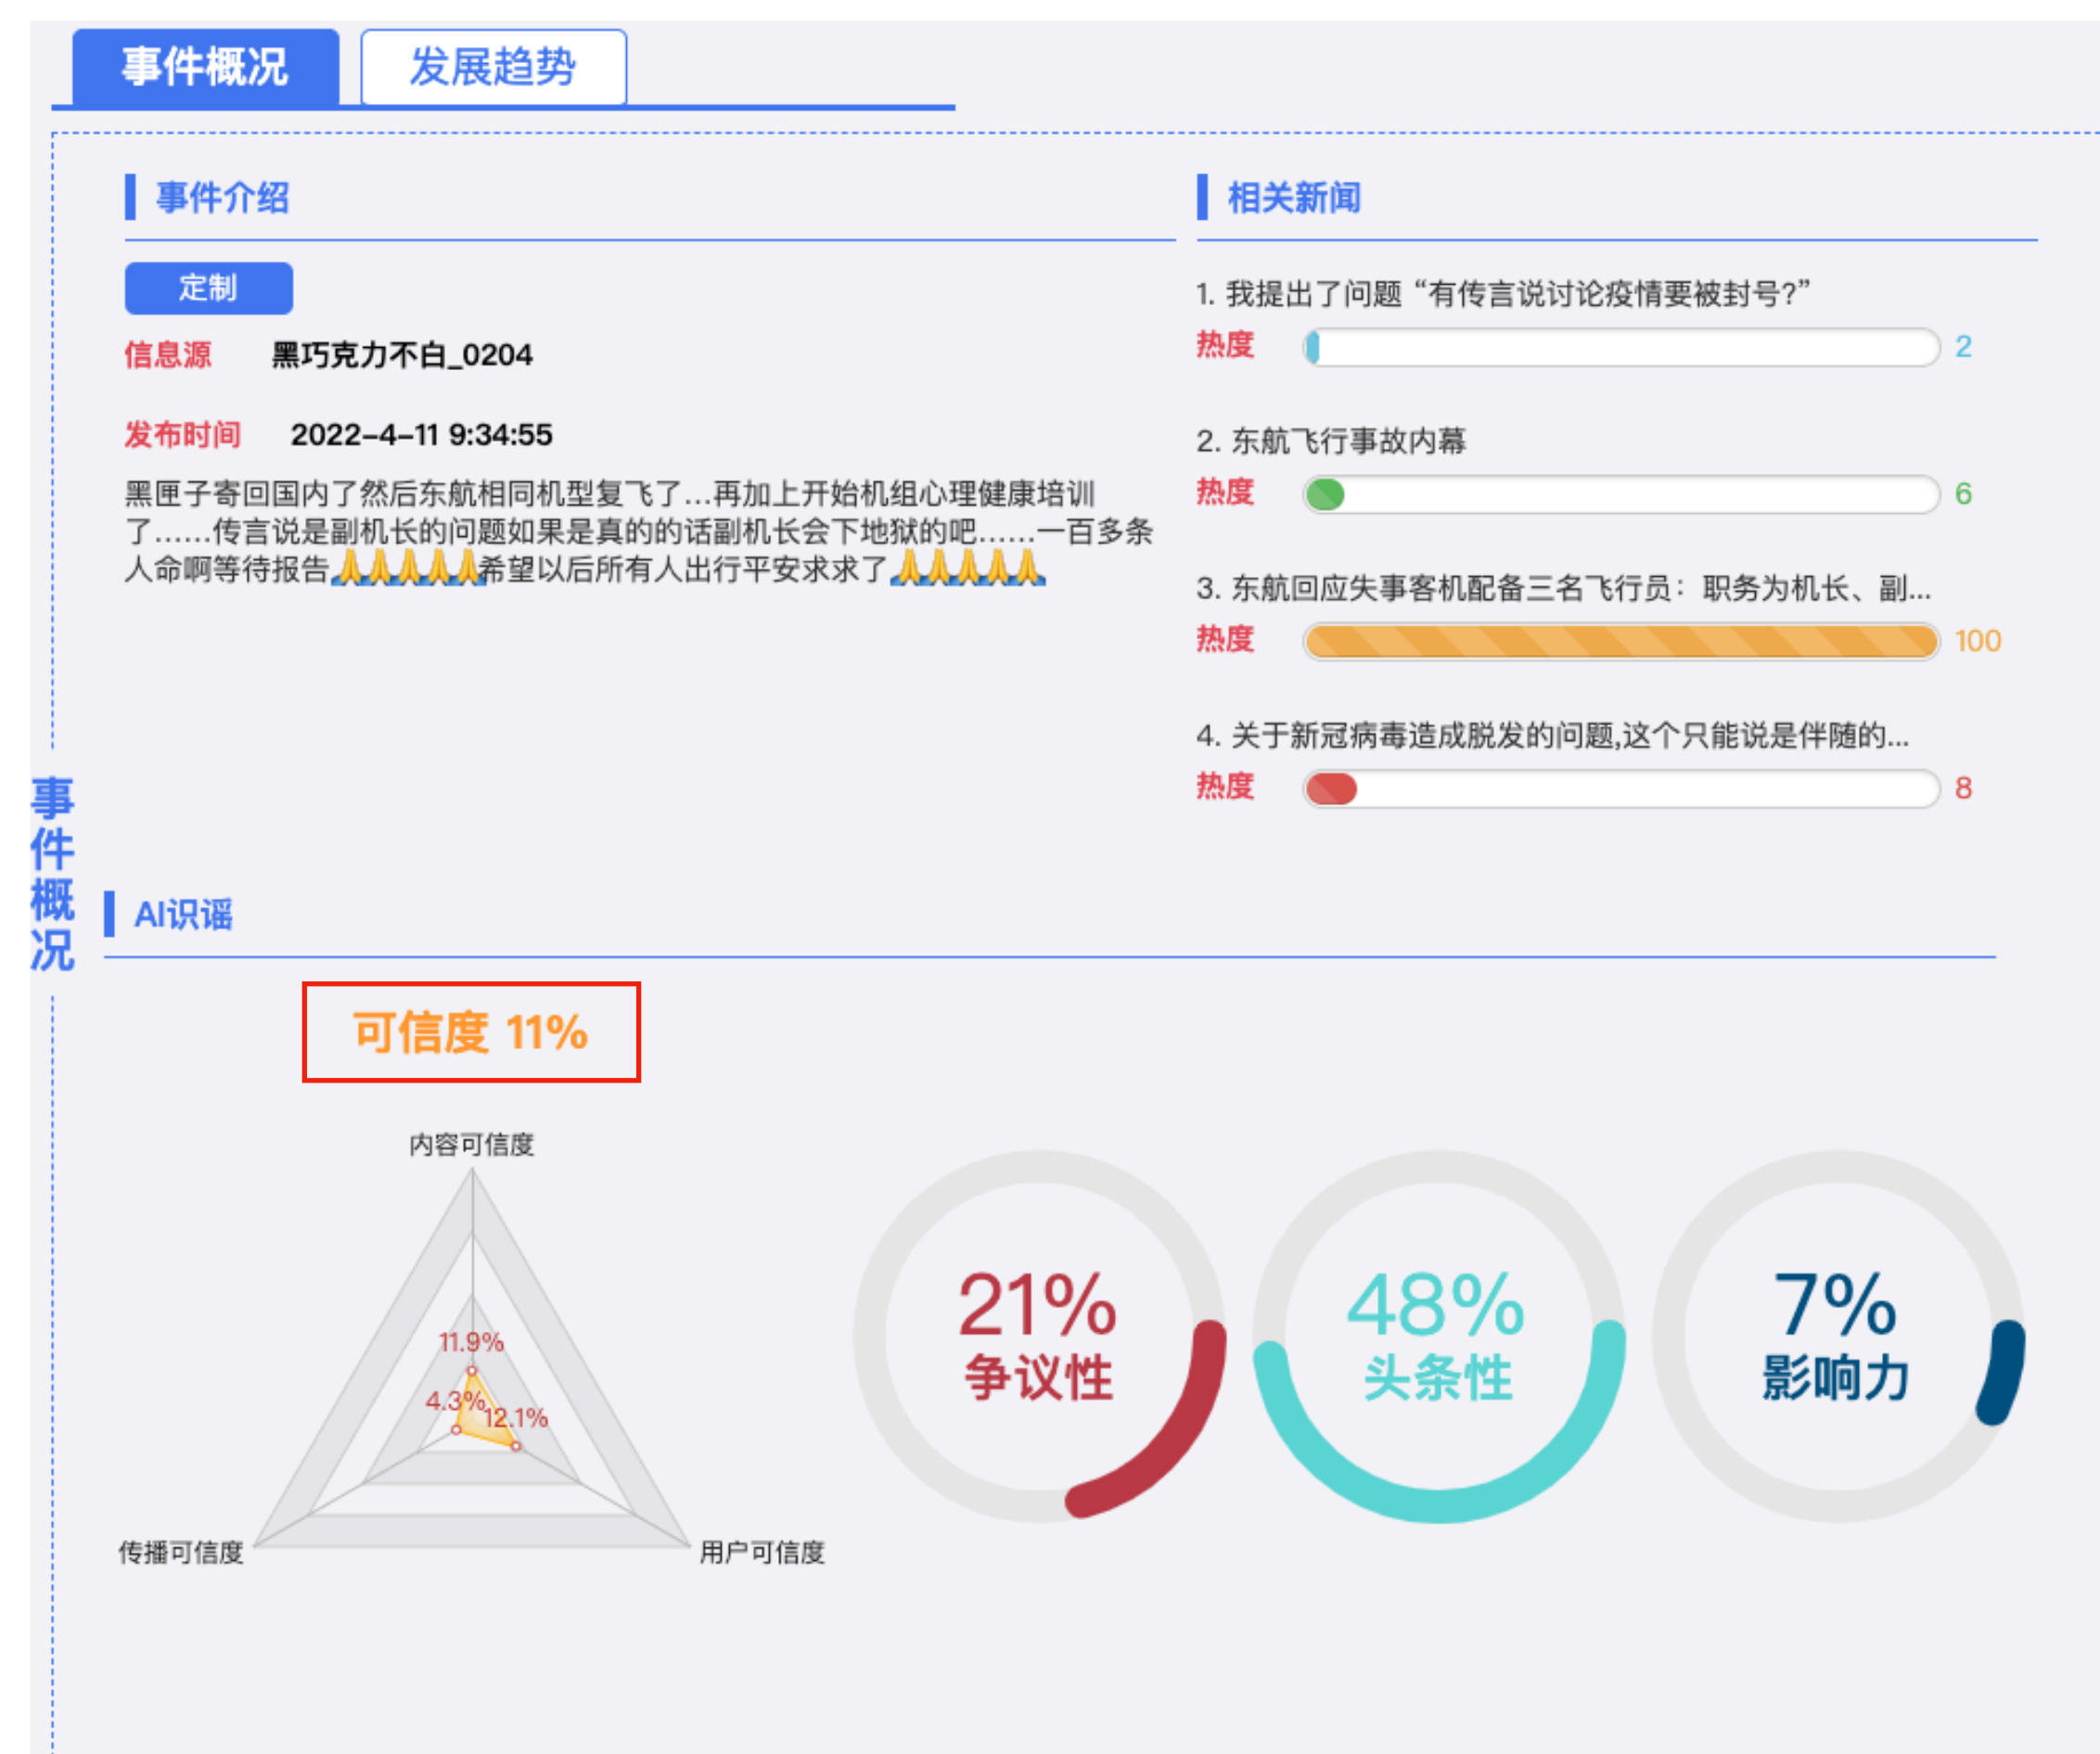 事件概况
发展趋势
事件介绍
定制
信息源 黑巧克力不白_0204
发布时间 2022-4-11 9:34:55
黑匣子寄回国内了然后东航相同机型复飞了...再加上开始机组心理健康培训
了......传言说是副机长的问题如果是真的的话副机长会下地狱的吧......一百多条
人命啊等待报告🙏🙏🙏🙏🙏希望以后所有人出行平安求求了🙏🙏🙏🙏🙏
相关新闻
1. 我提出了问题 “有传言说讨论疫情要被封号?”
热度 2
2. 东航飞行事故内幕
热度 6
3. 东航回应失事客机配备三名飞行员：职务为机长、副...
热度 100
4. 关于新冠病毒造成脱发的问题,这个只能说是伴随的...
热度 8
事件概况
AI识谣
可信度 11%
内容可信度
11.9%
4.3%
12.1%
传播可信度
用户可信度
21%
争议性
48%
头条性
7%
影响力